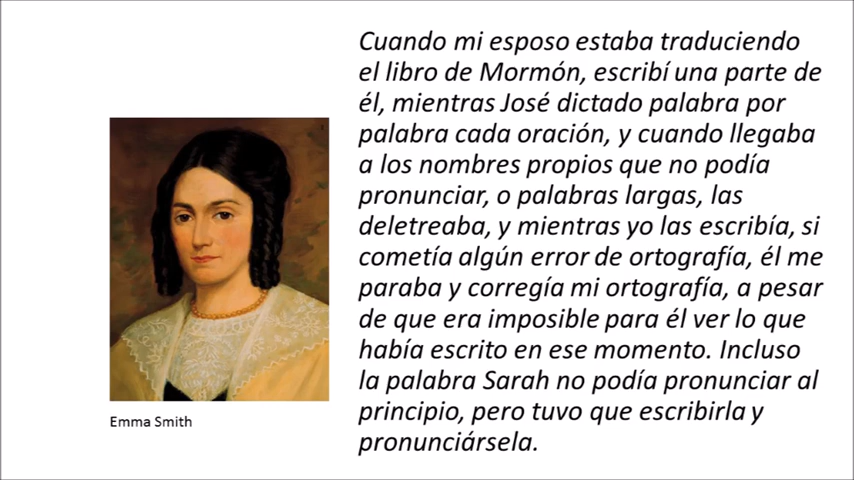 Cuando mi esposo estaba traduciendo
el libro de Mormón, escribí una parte de
él, mientras José dictado palabra por
palabra cada oración, y cuando llegaba
a los nombres propios que no podía
pronunciar, o palabras largas, las
deletreaba, y mientras yo las escribía, si
cometía algún error de ortografía, él me
paraba y corregía mi ortografía, a pesar
de que era imposible para él ver lo que
había escrito en ese momento. Incluso
la palabra Sarah no podía pronunciar al
principio, pero tuvo que escribirla y
pronunciársela.
Emma Smith